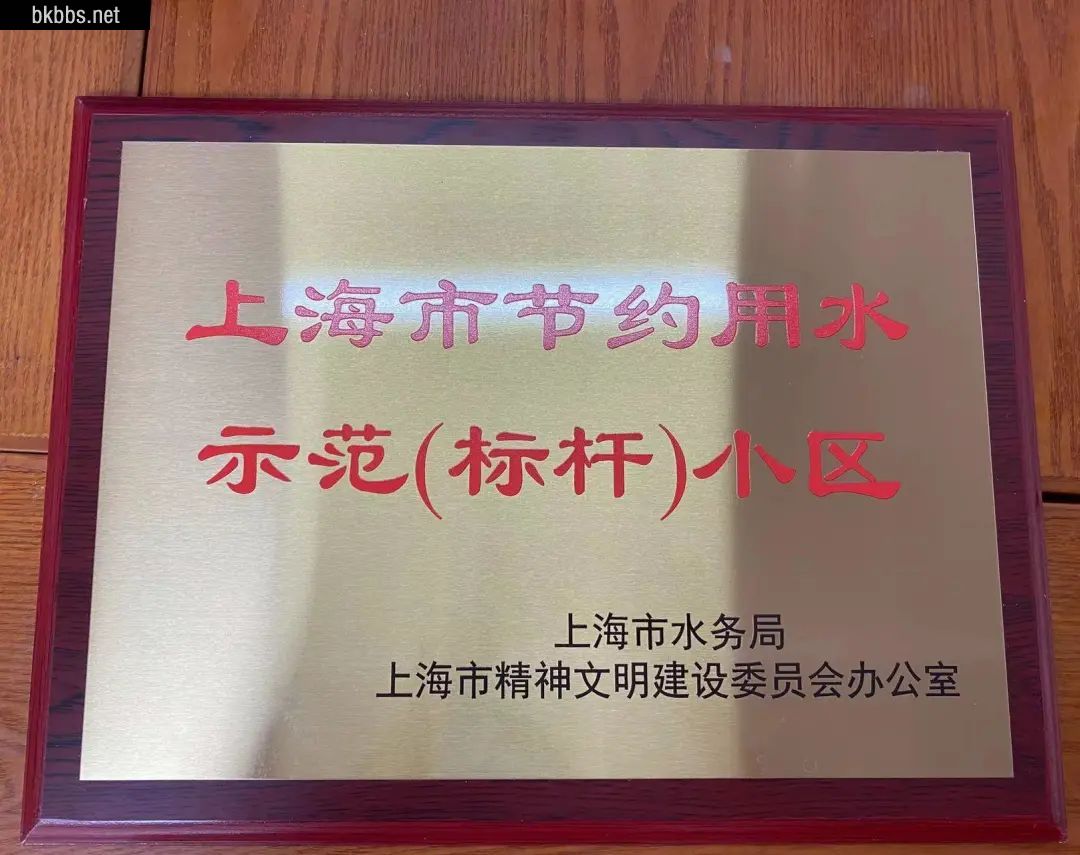 bkbbs.net
上海市节约用水
示范(标杆)小区
上海市水务局
上海市精神文明建设委员会办公室